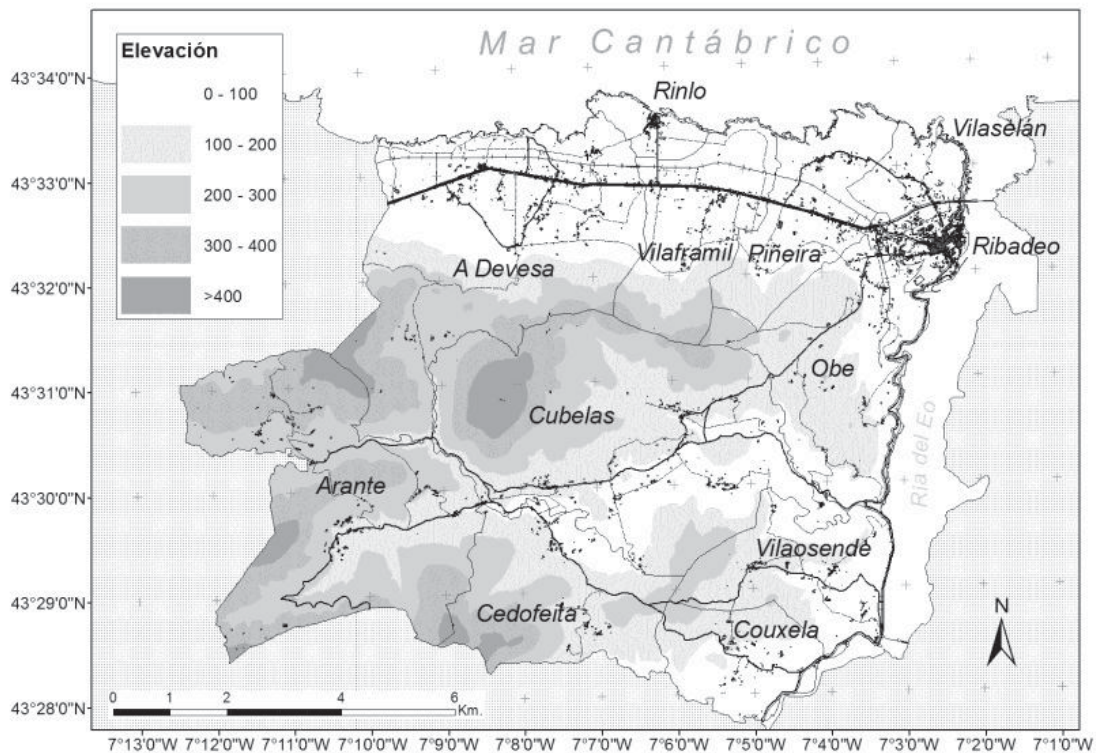 Mar Cantábrico
Elevación
0 - 100
100 - 200
200 - 300
300 - 400
>400
43°34'0"N
43°33'0"N
43°32'0"N
43°31'0"N
43°30'0"N
43°29'0"N
43°28'0"N
Rinlo
Vilaselán
Ribadeo
Vilaframil
Piñeira
A Devesa
Obe
Cubelas
Ría del Eo
Arante
Vilaosende
Cedofeita
Couxela
N
0 1 2 4 6
Km.
7°13'0"W 7°12'0"W 7°11'0"W 7°10'0"W 7°9'0"W 7°8'0"W 7°7'0"W 7°6'0"W 7°5'0"W 7°4'0"W 7°3'0"W 7°2'0"W 7°1'0"W